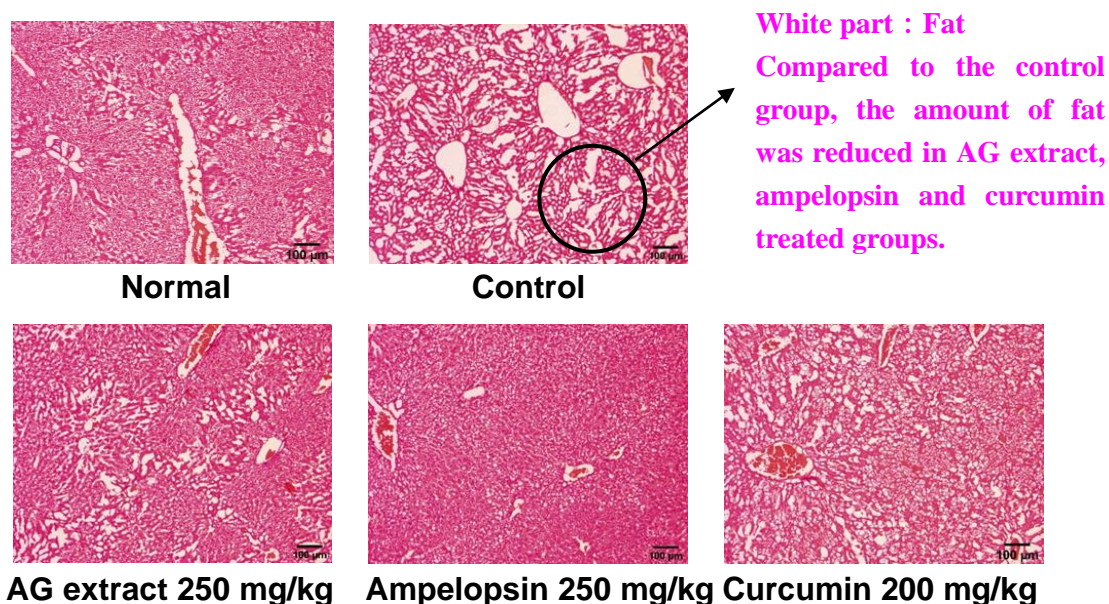 White part：Fat
Compared to the control
group, the amount of fat
was reduced in AG extract,
ampelopsin and curcumin
treated groups.
100 μm
100 μm
Normal
Control
100 μm
100 μm
100 μm
AG extract 250 mg/kg
Ampelopsin 250 mg/kg
Curcumin 200 mg/kg